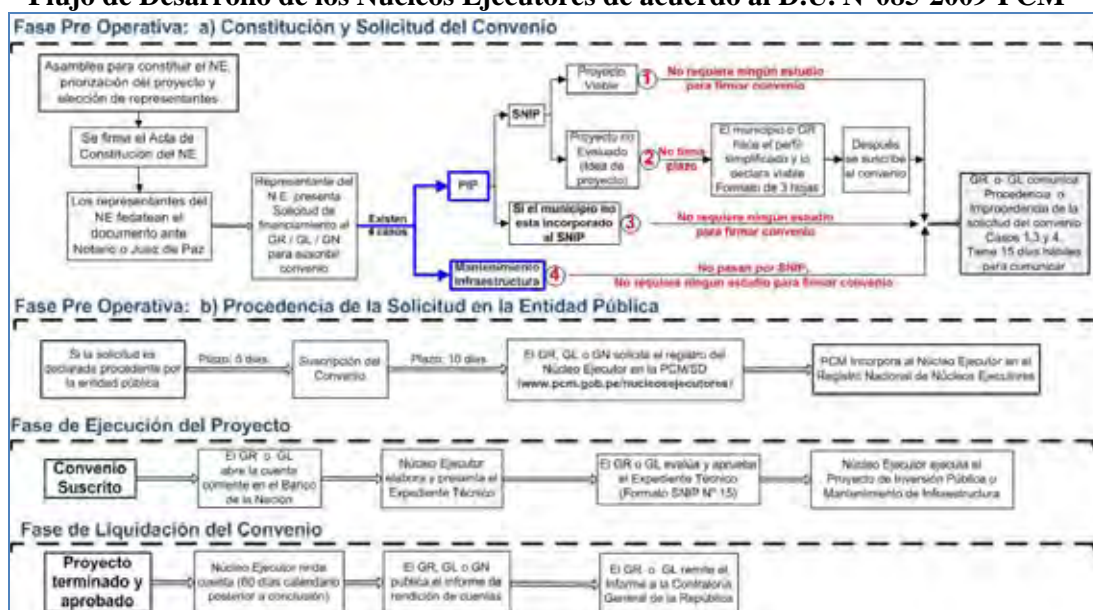 Flujo de Desarrollo de los Núcleos Ejecutores de acuerdo al D.U. Nº085-2009-PCM
Fase Pre Operativa: a) Constitución y Solicitud del Convenio
Asamblea para constituir el NE,
priorización del proyecto y
elección de representantes
Se firma el Acta de
Constitución del NE
Los representantes del
NE fedatean el
documento ante
Notario o Juez de Paz
Representante del
N.E. presenta
Solicitud de
financiamiento al
GR / GL / GN
para suscribir
convenio
Existen
4 casos
PIP
Mantenimiento
Infraestructura
4
SNIP
Si el municipio no
esta incorporado
al SNIP
3
Proyecto
Viable
1
Proyecto no
Evaluado
(Idea de
proyecto)
2
No requiere ningún estudio
para firmar convenio
No tiene
plazo
El municipio o GR
hace el perfil
simplificado y lo
declara viable
Formato de 3 hojas
Después
se suscribe
el convenio
No requiere ningún estudio
para firmar convenio
No pasan por SNIP,
No requiere ningún estudio para firmar convenio
GR o GL comunica
Procedencia o
Improcedencia de la
solicitud del convenio
Casos 1,3 y 4.
Tiene 15 días hábiles
para comunicar
Fase Pre Operativa: b) Procedencia de la Solicitud en la Entidad Pública
Si la solicitud es
declarada procedente por
la entidad pública
Plazo: días
Suscripción del
Convenio
Plazo: 10 días
El GR, GL o GN solicita el registro del
Núcleo Ejecutor en la PCM/SD
(www.pcm.gob.pe/nucleosejecutores/)
PCM Incorpora al Núcleo Ejecutor en el
Registro Nacional de Núcleos Ejecutores
Fase de Ejecución del Proyecto
Convenio
Suscrito
El GR o GL
abre la cuenta
corriente en el Banco
de la Nación
Núcleo Ejecutor
elabora y presenta el
Expediente Técnico
El GR o GL evalúa y aprueba
el Expediente Técnico
(Formato SNIP Nº 15)
Núcleo Ejecutor ejecuta el
Proyecto de Inversión Pública o
Mantenimiento de Infraestructura
Fase de Liquidación del Convenio
Proyecto
terminado y
aprobado
Núcleo Ejecutor rinde
cuenta (60 días calendario
posterior a conclusión)
El GR, GL o GN
publica el informe de
rendición de cuentas
El GR o GL remite el
Informe a la Contraloría
General de la República